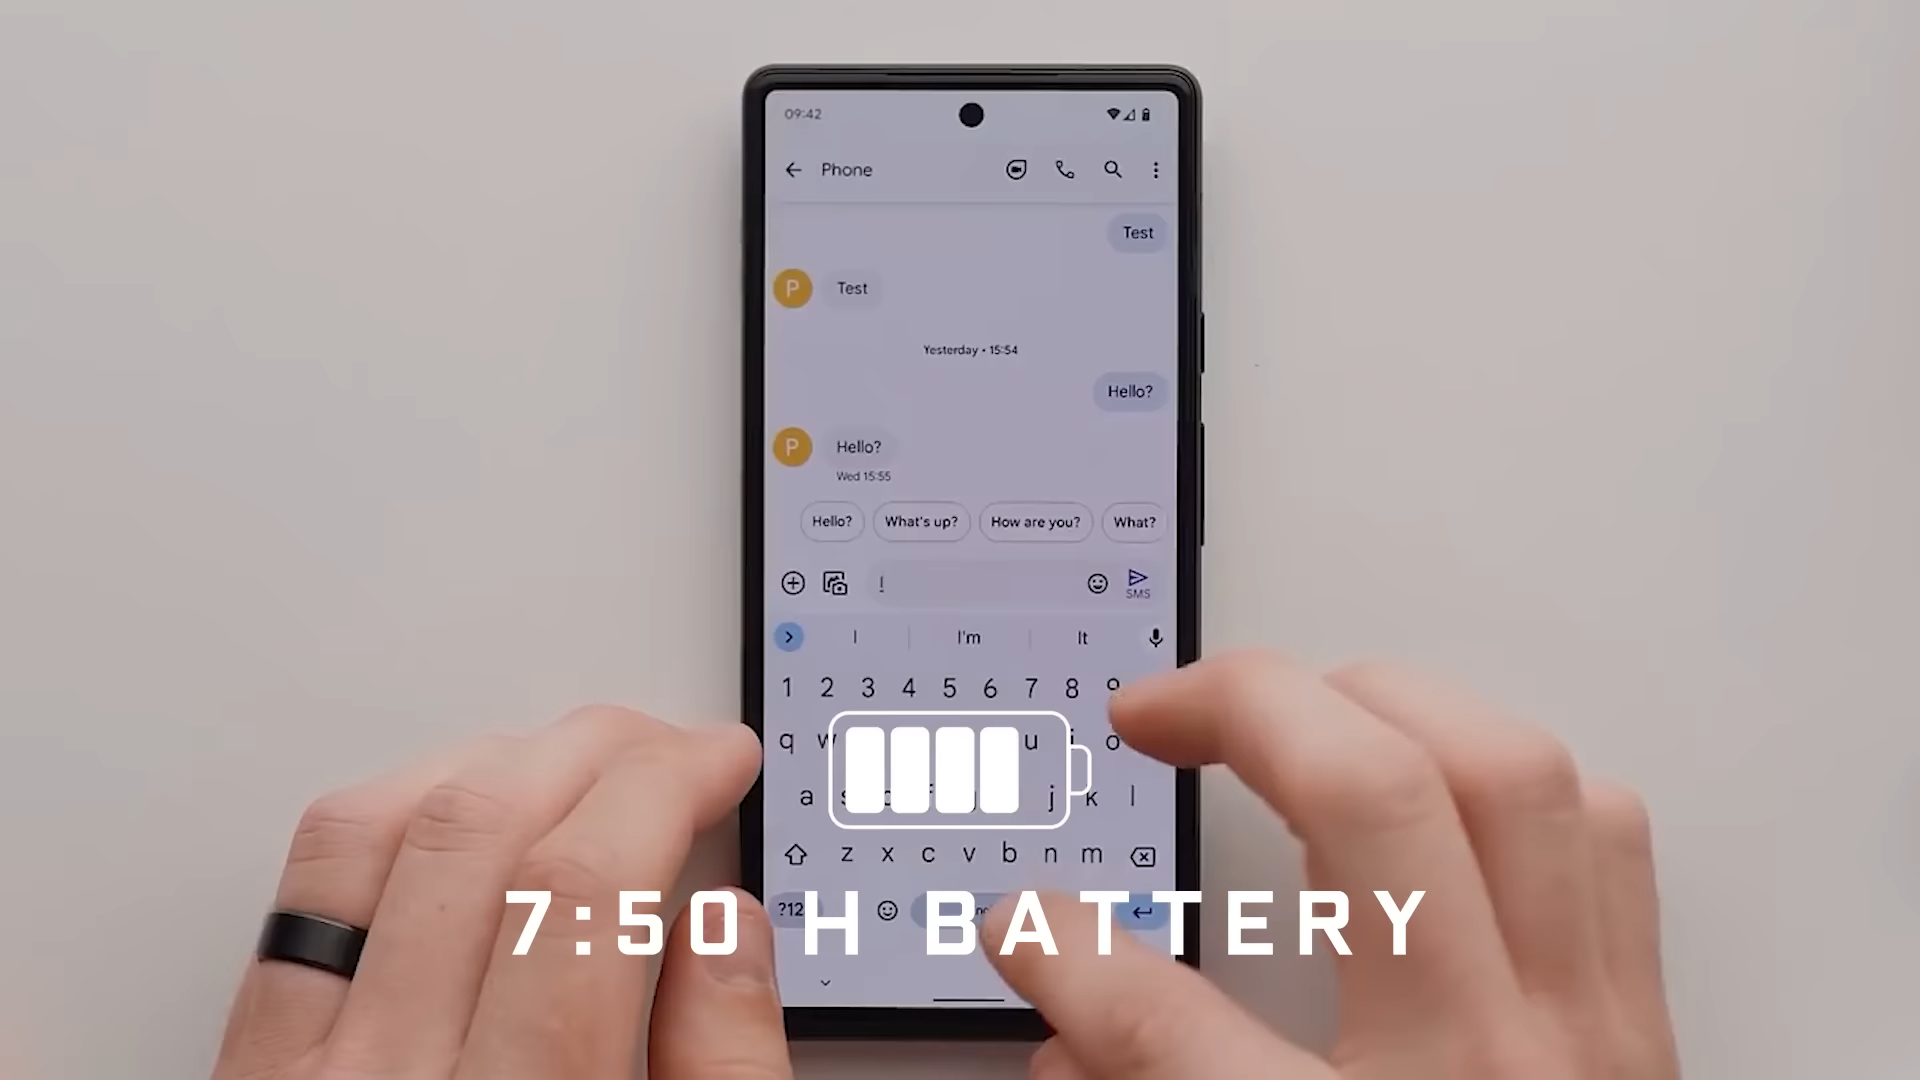 09:42
Phone
Test
P Test
Yesterday • 15:54
Hello?
P Hello?
Wed 15:55
Hello? What's up? How are you? What?
I SMS
I I'm It
1 2 3 4 5 6 7 8 9
q w u i o
a s j k l
z x c v b n m
?12
7:50 H BATTERY